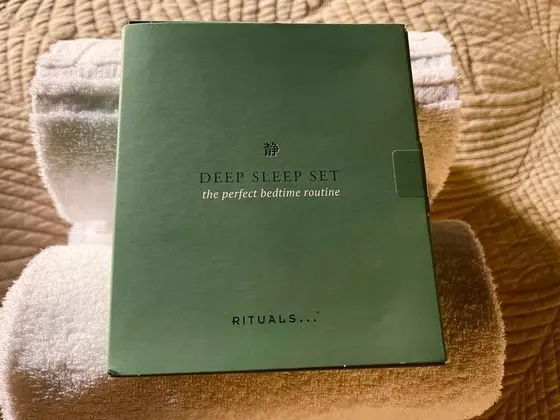 静
DEEP SLEEP SET
the perfect bedtime routine
RITUALS...